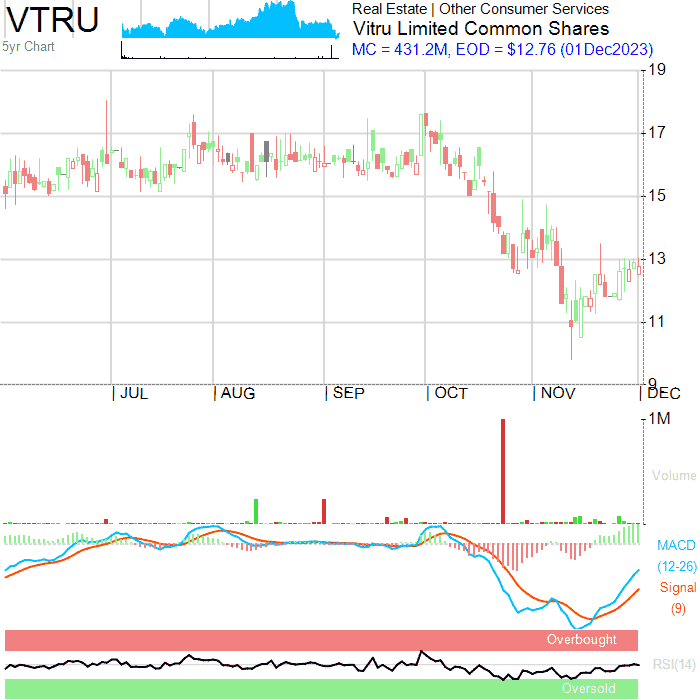 VTRU
5yr Chart
Real Estate | Other Consumer Services
Vitru Limited Common Shares
MC = 431.2M, EOD = $12.76 (01Dec2023)
19
17
15
13
11
9
JUL AUG SEP OCT NOV DEC
1M
Volume
MACD
(12-26)
Signal
(9)
Overbought
RSI(14)
Oversold